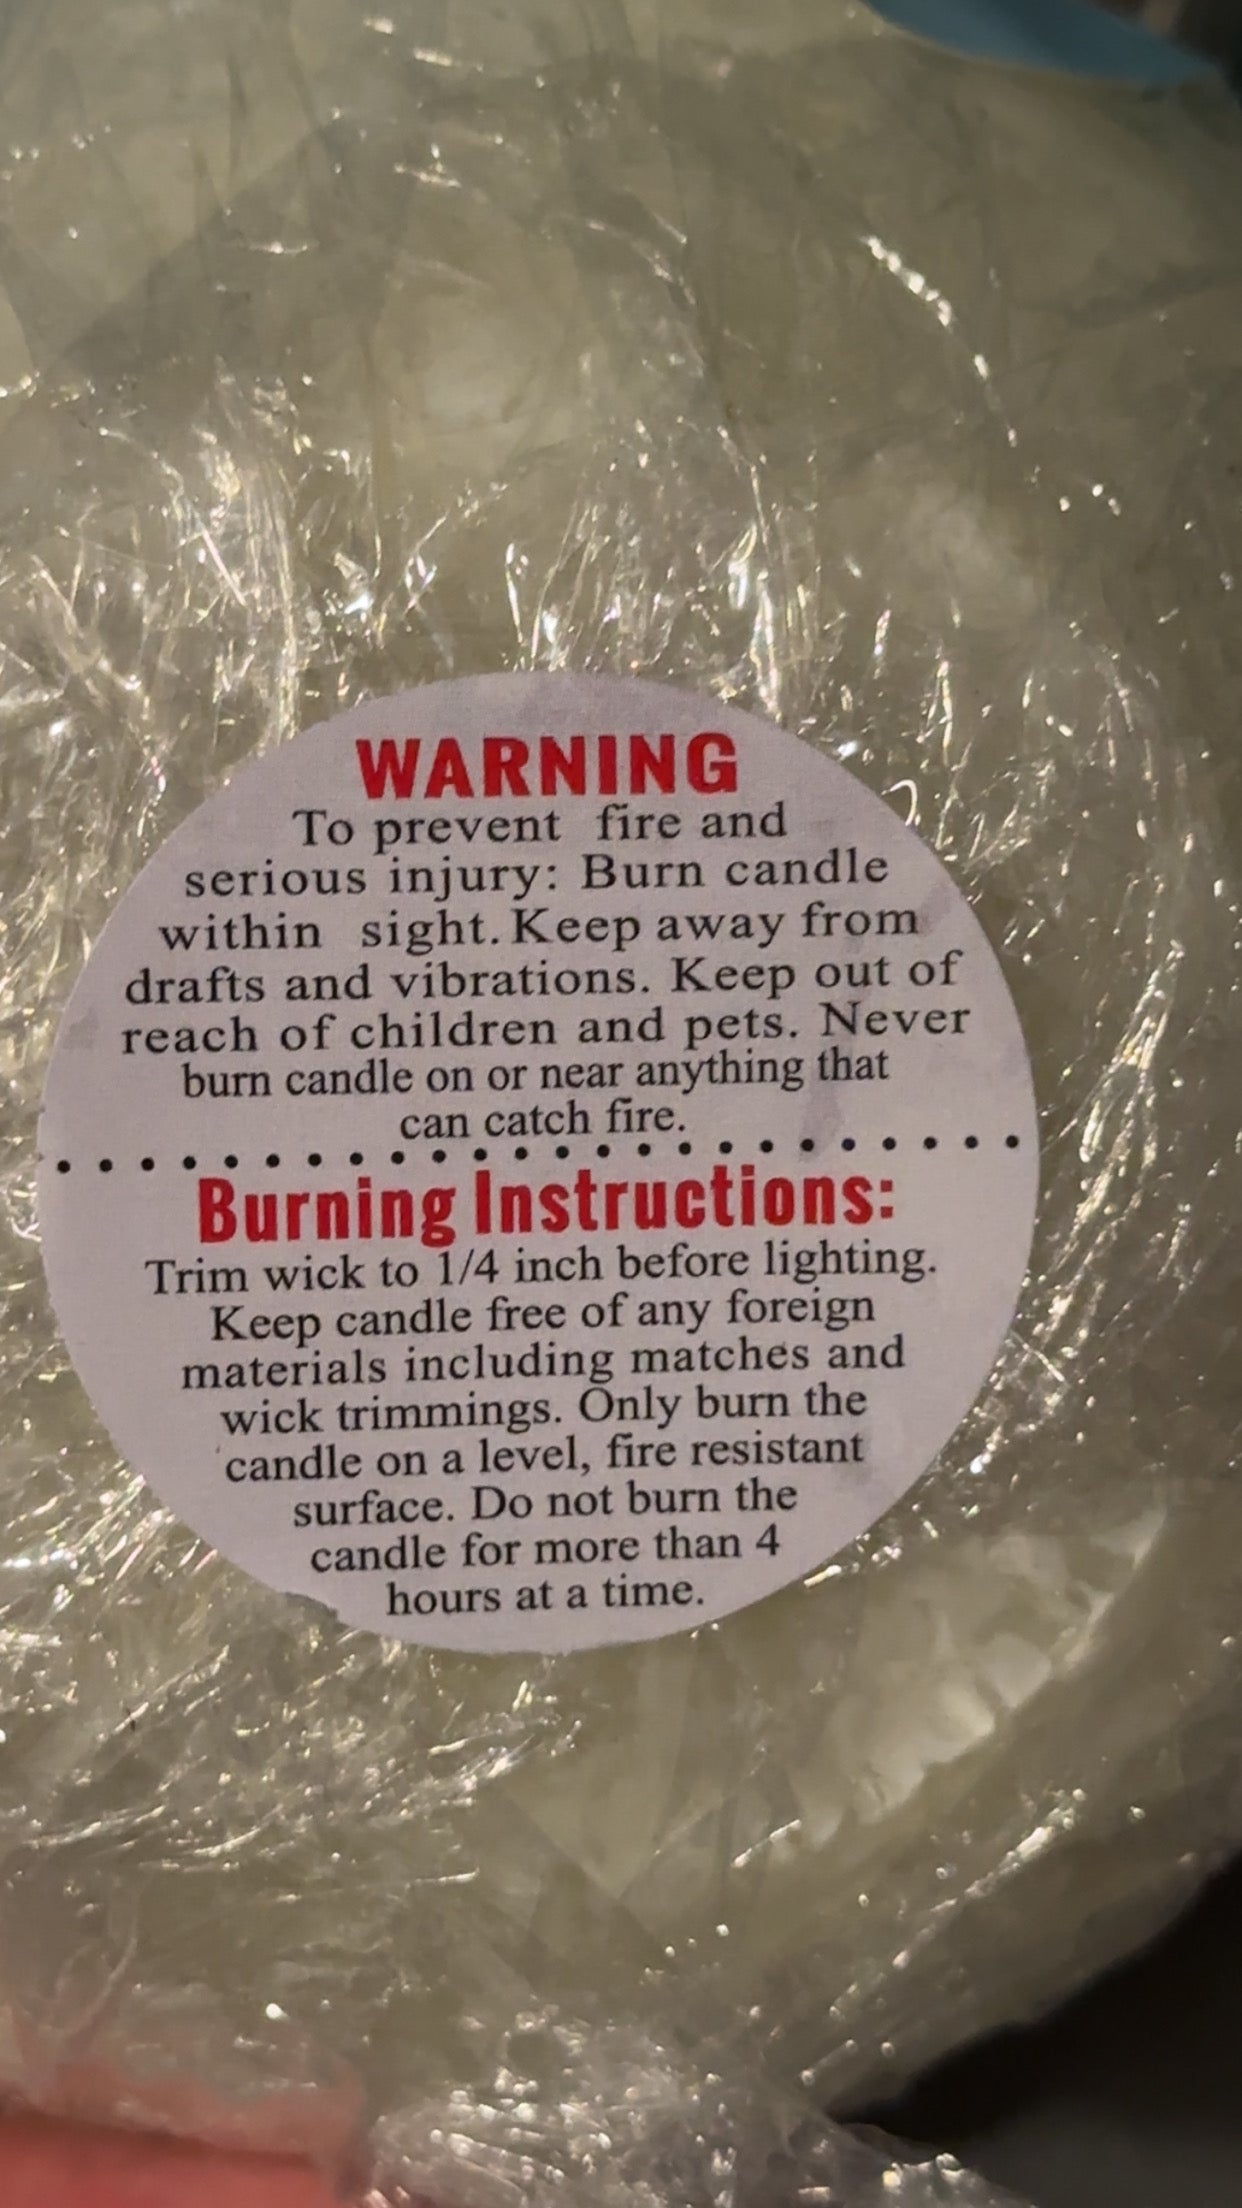 WARNING
To prevent fire and
serious injury: Burn candle
within sight. Keep away from
drafts and vibrations. Keep out of
reach of children and pets. Never
burn candle on or near anything that
can catch fire.
Burning Instructions:
Trim wick to 1/4 inch before lighting.
Keep candle free of any foreign
materials including matches and
wick trimmings. Only burn the
candle on a level, fire resistant
surface. Do not burn the
candle for more than 4
hours at a time.